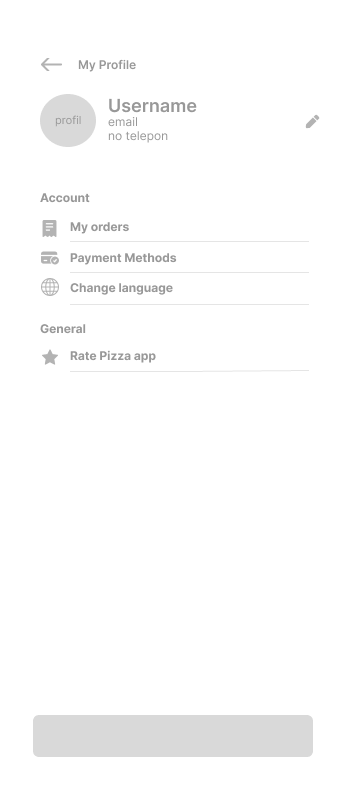 My Profile
profil
Username
email
no telepon
Account
My orders
Payment Methods
Change language
General
Rate Pizza app